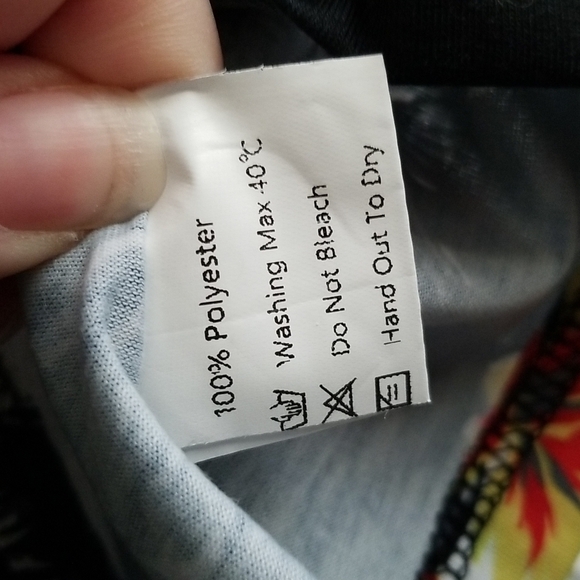 100% Polyester
Washing Max 40℃
Do Not Bleach
Hand Out To Dry